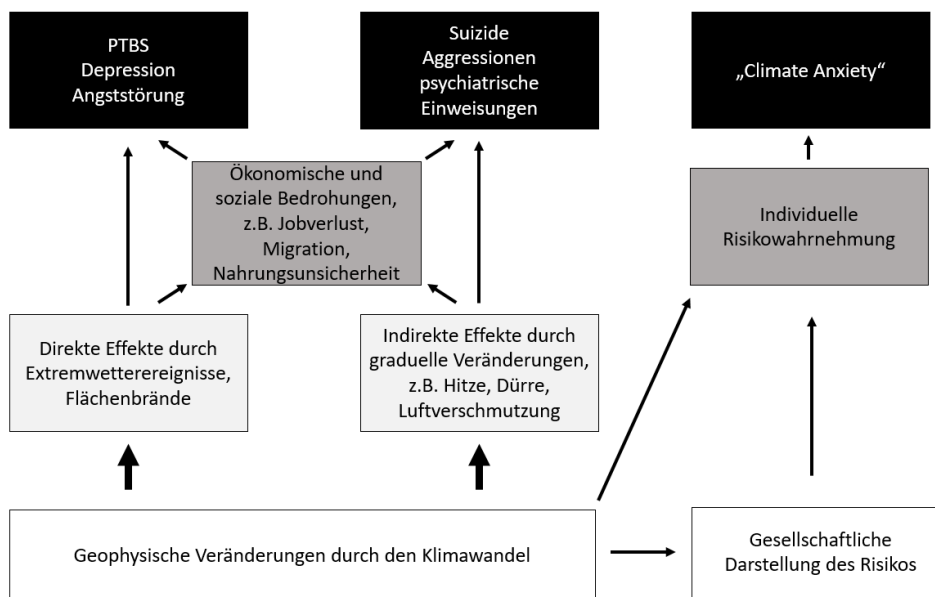 PTBS
Depression
Angststörung
Suizide
Aggressionen
psychiatrische
Einweisungen
„Climate Anxiety“
Ökonomische und
soziale Bedrohungen,
z.B. Jobverlust,
Migration,
Nahrungsunsicherheit
Individuelle
Risikowahrnehmung
Direkte Effekte durch
Extremwetterereignisse,
Flächenbrände
Indirekte Effekte durch
graduelle Veränderungen,
z.B. Hitze, Dürre,
Luftverschmutzung
Geophysische Veränderungen durch den Klimawandel
Gesellschaftliche
Darstellung des Risikos